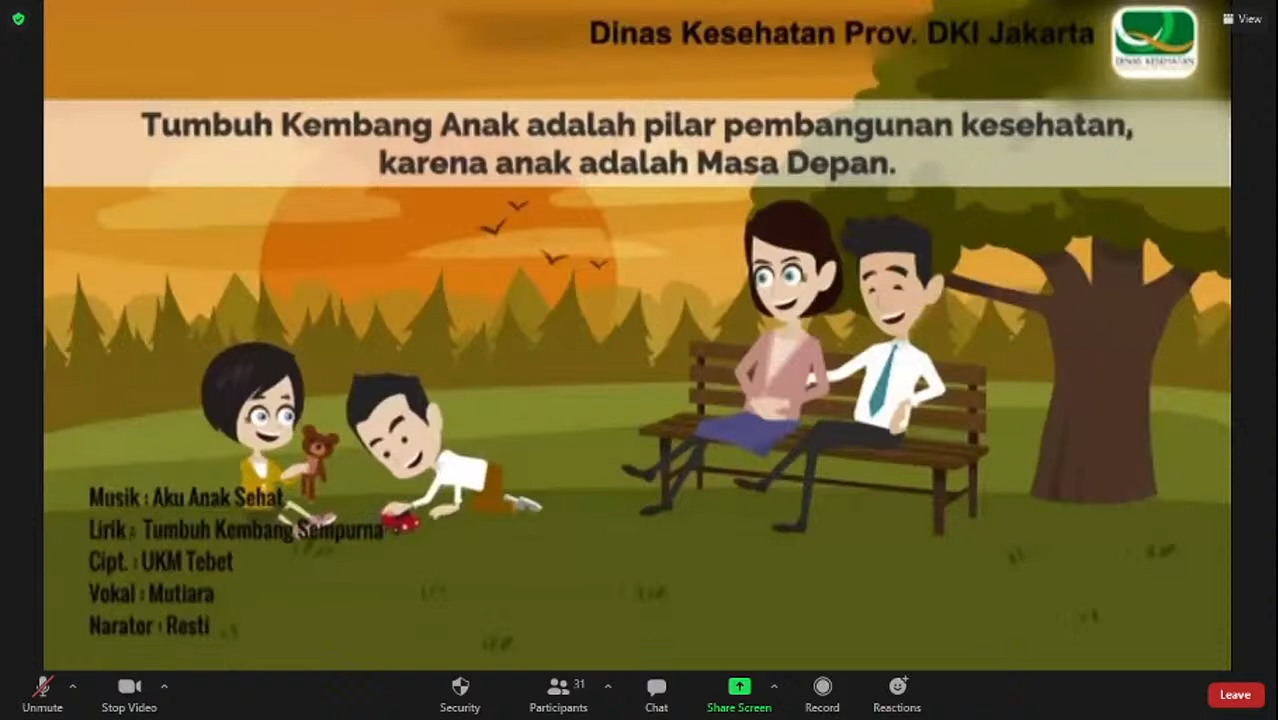 View
Dinas Kesehatan Prov. DKI Jakarta
DINAS KESEHATAN
Tumbuh Kembang Anak adalah pilar pembangunan kesehatan,
karena anak adalah Masa Depan.
Musik : Aku Anak Sehat
Lirik : Tumbuh Kembang Sempurna
Cipt. : UKM Tebet
Vokal : Mutiara
Narator : Resti
Unmute
Stop Video
Security
Participants 31
Chat
Share Screen
Record
Reactions
Leave